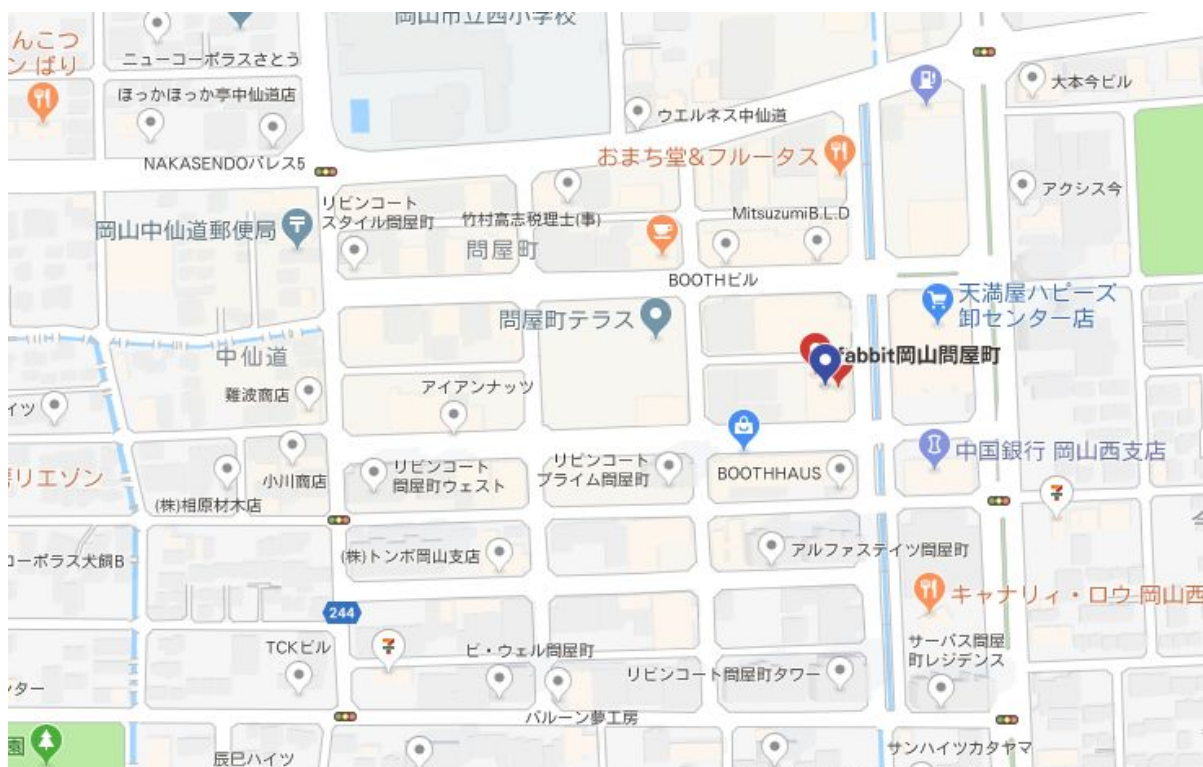 岡山市立西小学校
んこつ
ンばり
ニューコーポラスさとう
大本今ビル
ほっかほっか亭中仙道店
ウエルネス中仙道
NAKASENDOパレス5
おまち堂&フルータス
アクシス今
リビンコート
スタイル問屋町
竹村高志税理士(事)
MitsuzumiB.L.D
岡山中仙道郵便局
問屋町
BOOTHビル
天満屋ハピーズ
卸センター店
問屋町テラス
中仙道
fabbit岡山問屋町
難波商店
アイアンナッツ
イツ
中国銀行 岡山西支店
リビンコート
問屋町ウェスト
リビンコート
プライム問屋町
BOOTHHAUS
リエゾン
小川商店
(株)相原材木店
コーポラス犬飼B
(株)トンボ岡山支店
アルファステイツ問屋町
キャナリィ・ロウ 岡山西
244
TCKビル
ビ・ウェル問屋町
サーパス問屋
町レジデンス
リビンコート問屋町タワー
ンター
バルーン夢工房
園
辰巳ハイツ
サンハイツカタヤマ